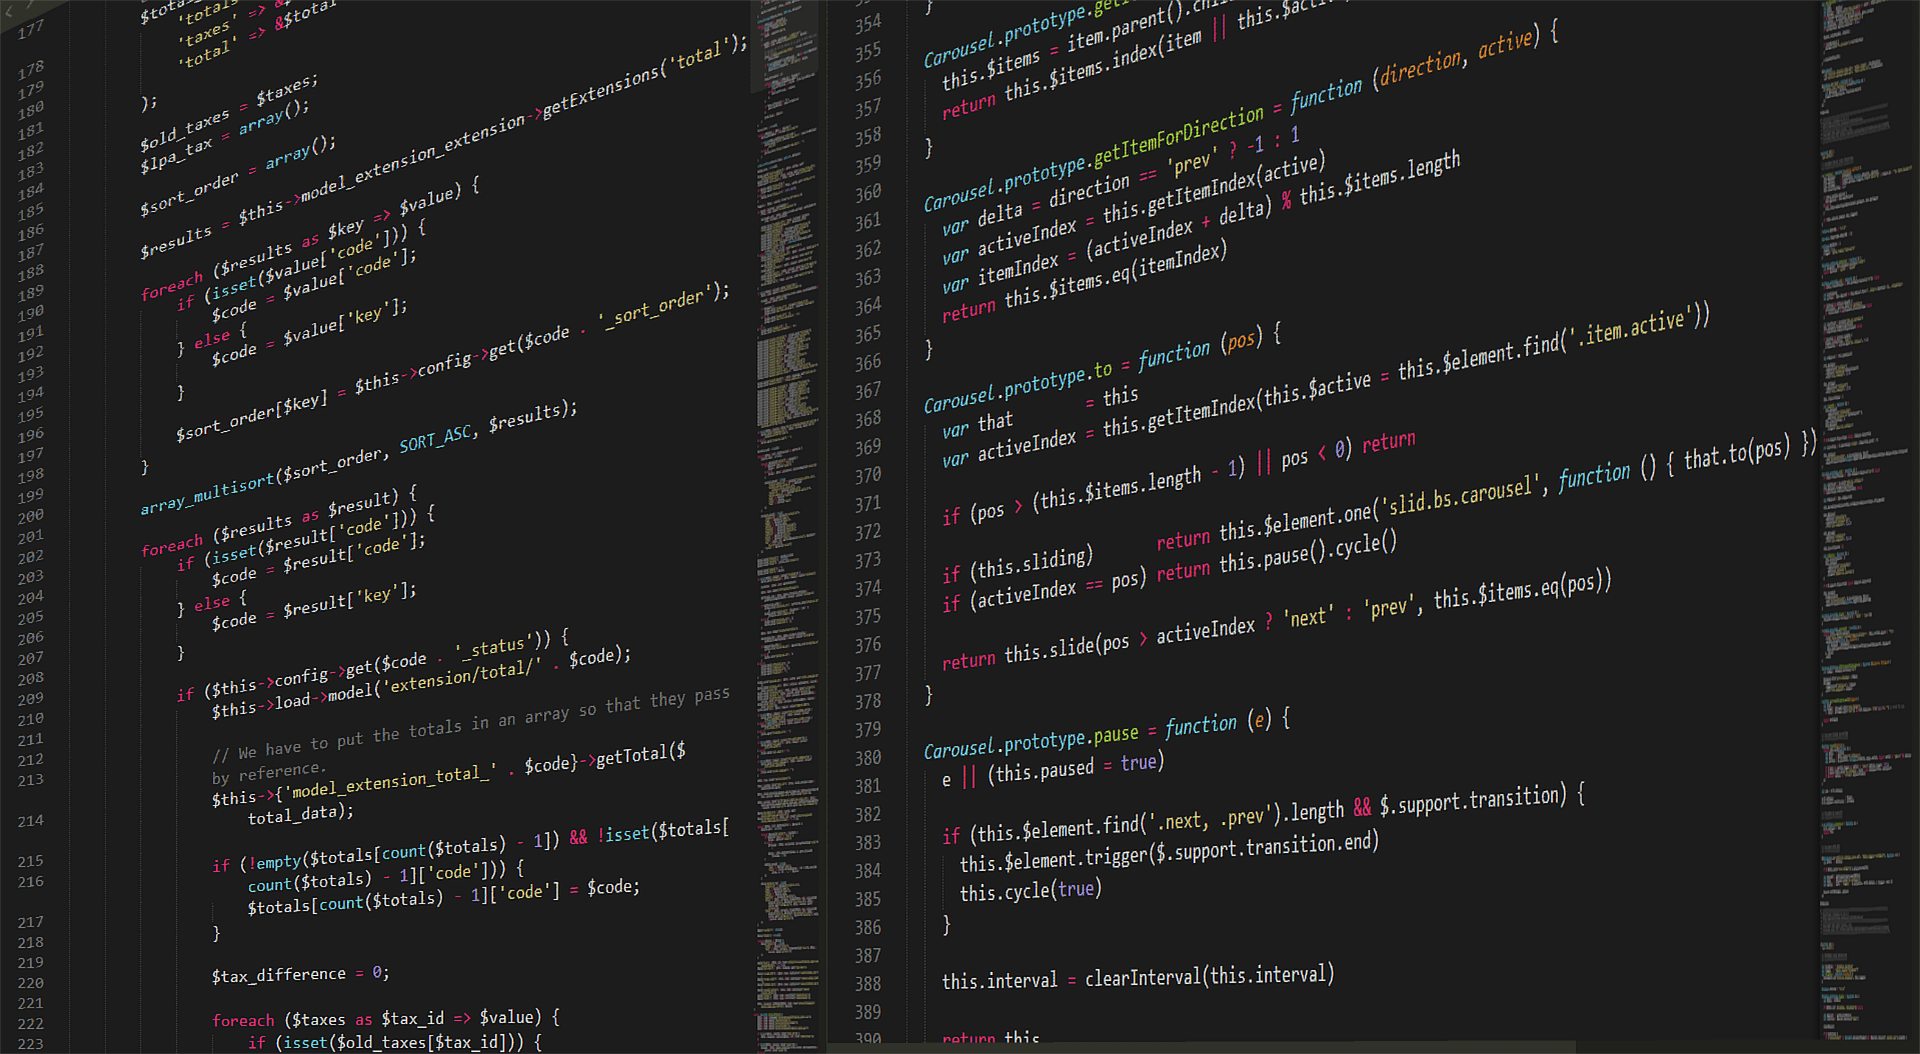 177
178
179
180
181
182
183
184
185
186
187
188
189
190
191
192
193
194
195
196
197
198
199
200
201
202
203
204
205
206
207
208
209
210
211
212
213
214
215
216
217
218
219
220
221
222
223
'totals
'taxes' => &$tota
'total' => &$total
);
$old_taxes = $taxes;
$lpa_tax = array();
$sort_order = array();
$results = $this->model_extension_extension->getExtensions('total');
foreach ($results as $key => $value) {
if (isset($value['code'])) {
$code = $value['code'];
} else {
$code = $value['key'];
}
$sort_order[$key] = $this->config->get($code . '_sort_order');
}
array_multisort($sort_order, SORT_ASC, $results);
foreach ($results as $result) {
if (isset($result['code'])) {
$code = $result['code'];
} else {
$code = $result['key'];
}
if ($this->config->get($code . '_status')) {
$this->load->model('extension/total/' . $code);
// We have to put the totals in an array so that they pass
by reference.
$this->{'model_extension_total_' . $code}->getTotal($
total_data);
if (!empty($totals[count($totals) - 1]) && !isset($totals[
count($totals) - 1]['code'])) {
$totals[count($totals) - 1]['code'] = $code;
}
$tax_difference = 0;
foreach ($taxes as $tax_id => $value) {
if (isset($old_taxes[$tax_id])) {
354
355
356
357
358
359
360
361
362
363
364
365
366
367
368
369
370
371
372
373
374
375
376
377
378
379
380
381
382
383
384
385
386
387
388
389
390
}
Carousel.prototype.
this.$items = item.parent().
return this.$items.index(item || this.
}
Carousel.prototype.getItemForDirection = function (direction, active) {
var delta = direction == 'prev' ? -1 : 1
var activeIndex = this.getItemIndex(active)
var itemIndex = (activeIndex + delta) % this.$items.length
return this.$items.eq(itemIndex)
}
Carousel.prototype.to = function (pos) {
var that = this
var activeIndex = this.getItemIndex(this.$active = this.$element.find('.item.active'))
if (pos > (this.$items.length - 1) || pos < 0) return
if (this.sliding) return this.$element.one('slid.bs.carousel', function () { that.to(pos) })
if (activeIndex == pos) return this.pause().cycle()
return this.slide(pos > activeIndex ? 'next' : 'prev', this.$items.eq(pos))
}
Carousel.prototype.pause = function (e) {
e || (this.paused = true)
if (this.$element.find('.next, .prev').length && $.support.transition) {
this.$element.trigger($.support.transition.end)
this.cycle(true)
}
this.interval = clearInterval(this.interval)
return this